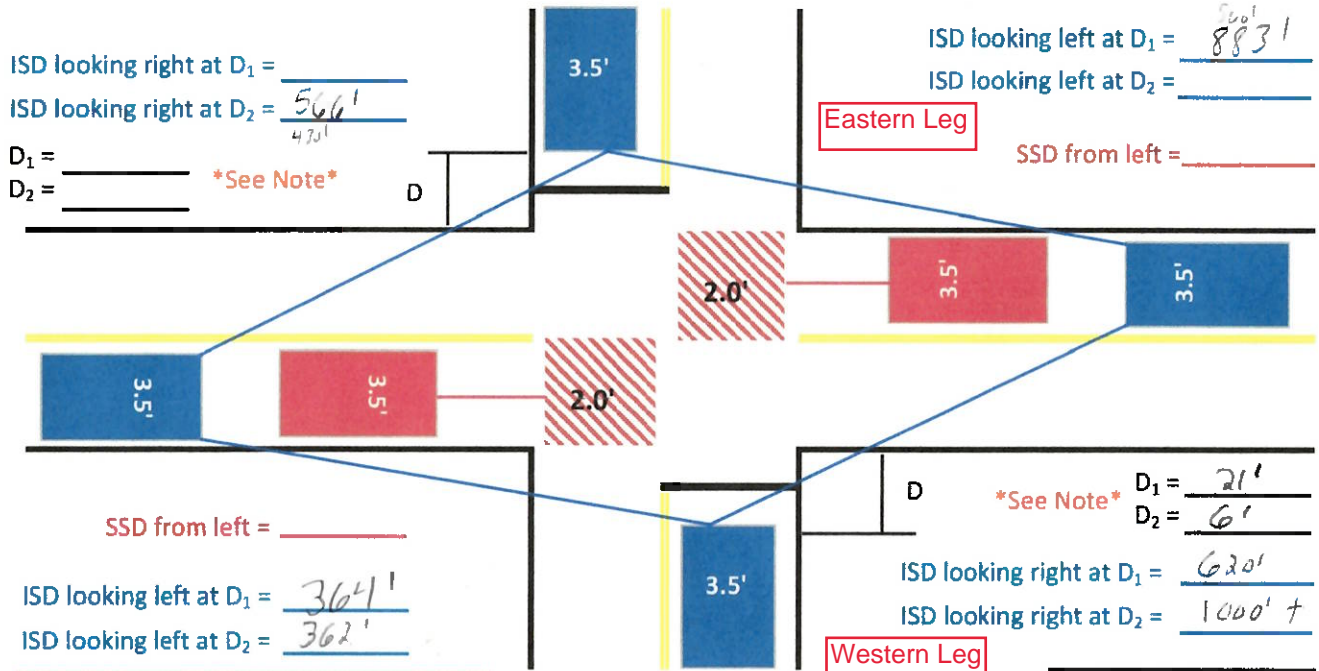 ISD looking right at D₁ =
ISD looking right at D₂ = 566'
430'
D₁ =
D₂ =
*See Note*
D
3.5'
500'
ISD looking left at D₁ = 883'
ISD looking left at D₂ =
Eastern Leg
SSD from left =
2.0'
3.5'
3.5'
3.5'
3.5'
2.0'
SSD from left =
ISD looking left at D₁ = 364'
ISD looking left at D₂ = 362'
3.5'
D
*See Note*
D₁ = 21'
D₂ = 6'
ISD looking right at D₁ = 620'
ISD looking right at D₂ = 1000' +
Western Leg